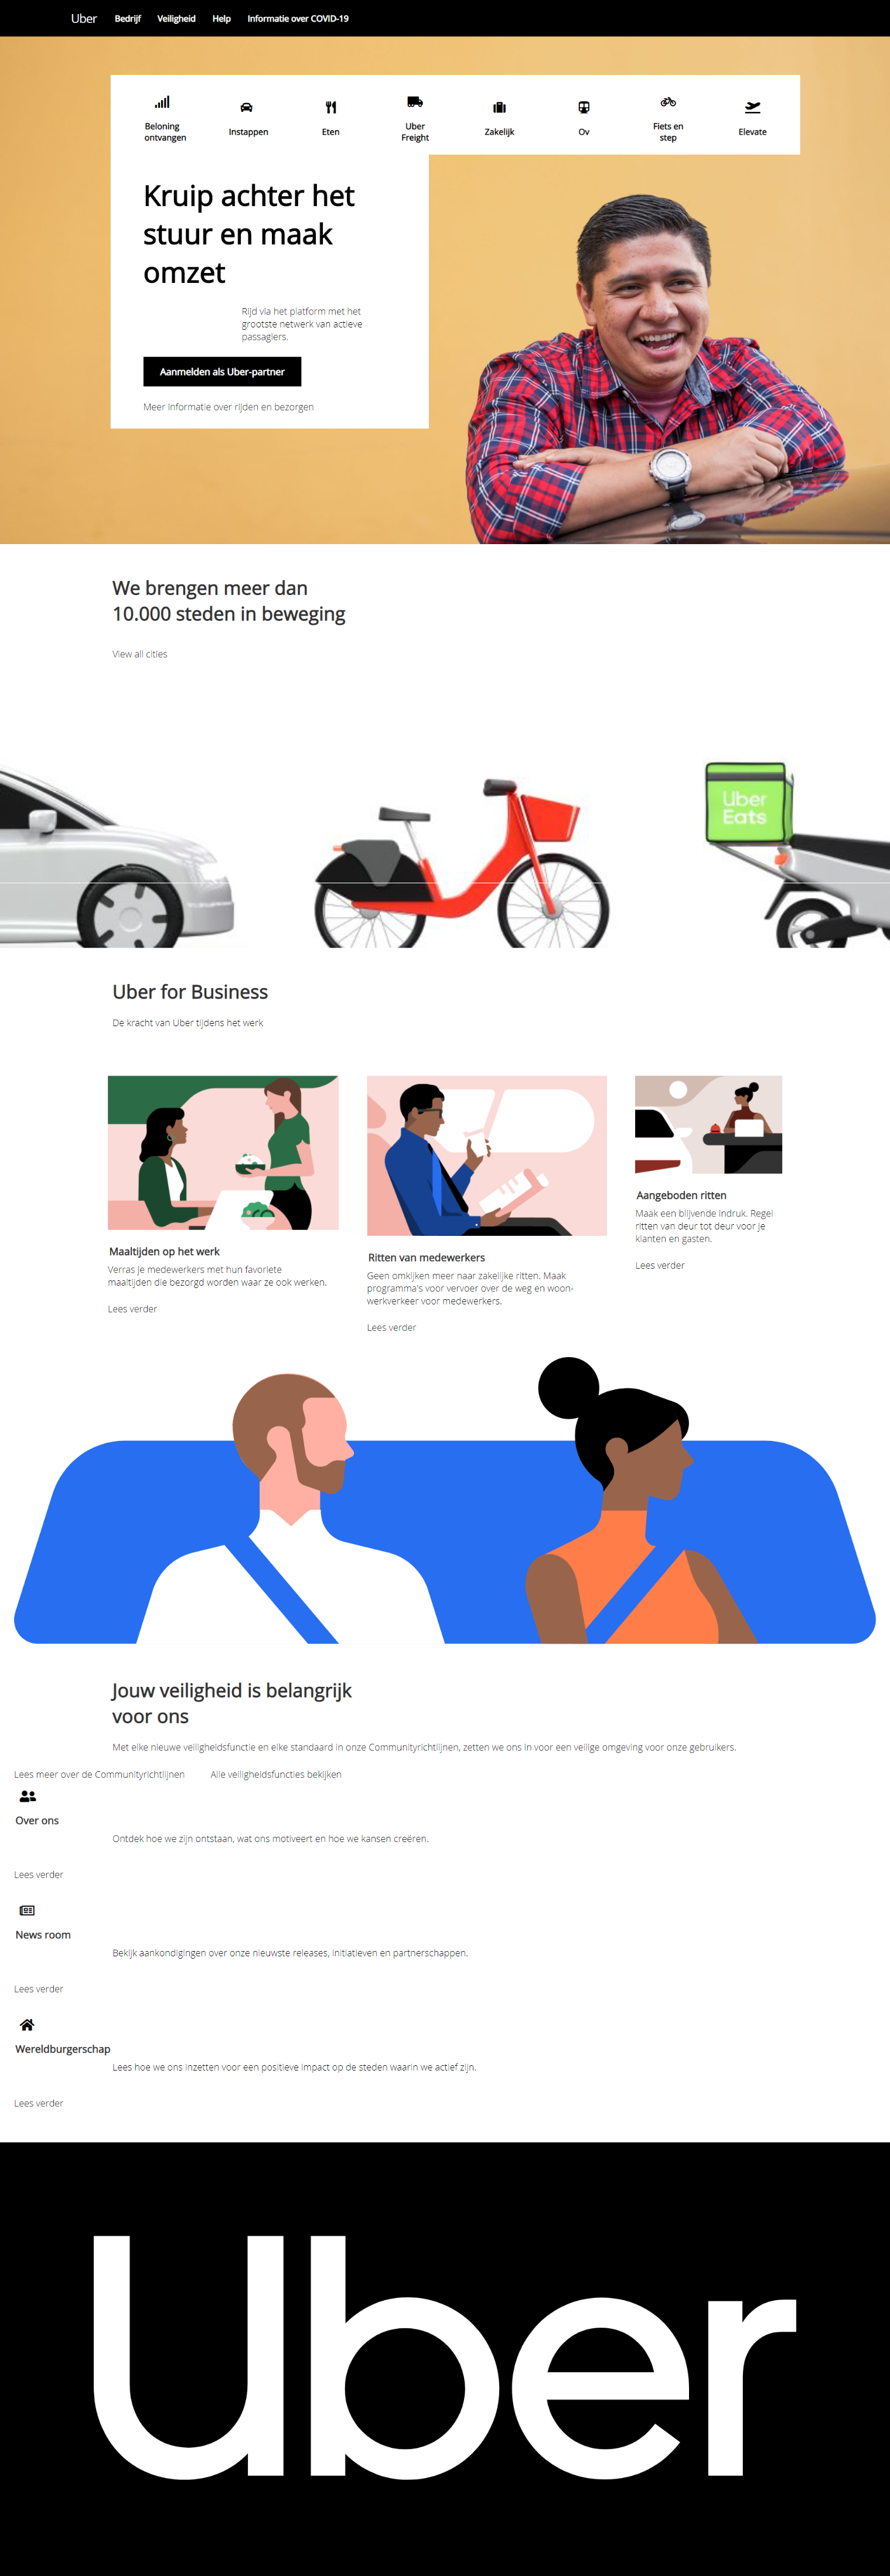 Uber Bedrijf Veiligheid Help Informatie over COVID-19
Beloning
ontvangen
Instappen
Eten
Uber
Freight
Zakelijk
Ov
Fiets en
step
Elevate
Kruip achter het
stuur en maak
omzet
Rijd via het platform met het
grootste netwerk van actieve
passagiers.
Aanmelden als Uber-partner
Meer informatie over rijden en bezorgen
We brengen meer dan
10.000 steden in beweging
View all cities
Uber
Eats
Uber for Business
De kracht van Uber tijdens het werk
Maaltijden op het werk
Verras je medewerkers met hun favoriete
maaltijden die bezorgd worden waar ze ook werken.
Lees verder
Ritten van medewerkers
Geen omkijken meer naar zakelijke ritten. Maak
programma's voor vervoer over de weg en woon-
werkverkeer voor medewerkers.
Lees verder
Aangeboden ritten
Maak een blijvende indruk. Regel
ritten van deur tot deur voor je
klanten en gasten.
Lees verder
Jouw veiligheid is belangrijk
voor ons
Met elke nieuwe veiligheidsfunctie en elke standaard in onze Communityrichtlijnen, zetten we ons in voor een veilige omgeving voor onze gebruikers.
Lees meer over de Communityrichtlijnen Alle veiligheidsfuncties bekijken
Over ons
Ontdek hoe we zijn ontstaan, wat ons motiveert en hoe we kansen creëren.
Lees verder
News room
Bekijk aankondigingen over onze nieuwste releases, initiatieven en partnerschappen.
Lees verder
Wereldburgerschap
Lees hoe we ons inzetten voor een positieve impact op de steden waarin we actief zijn.
Lees verder
Uber